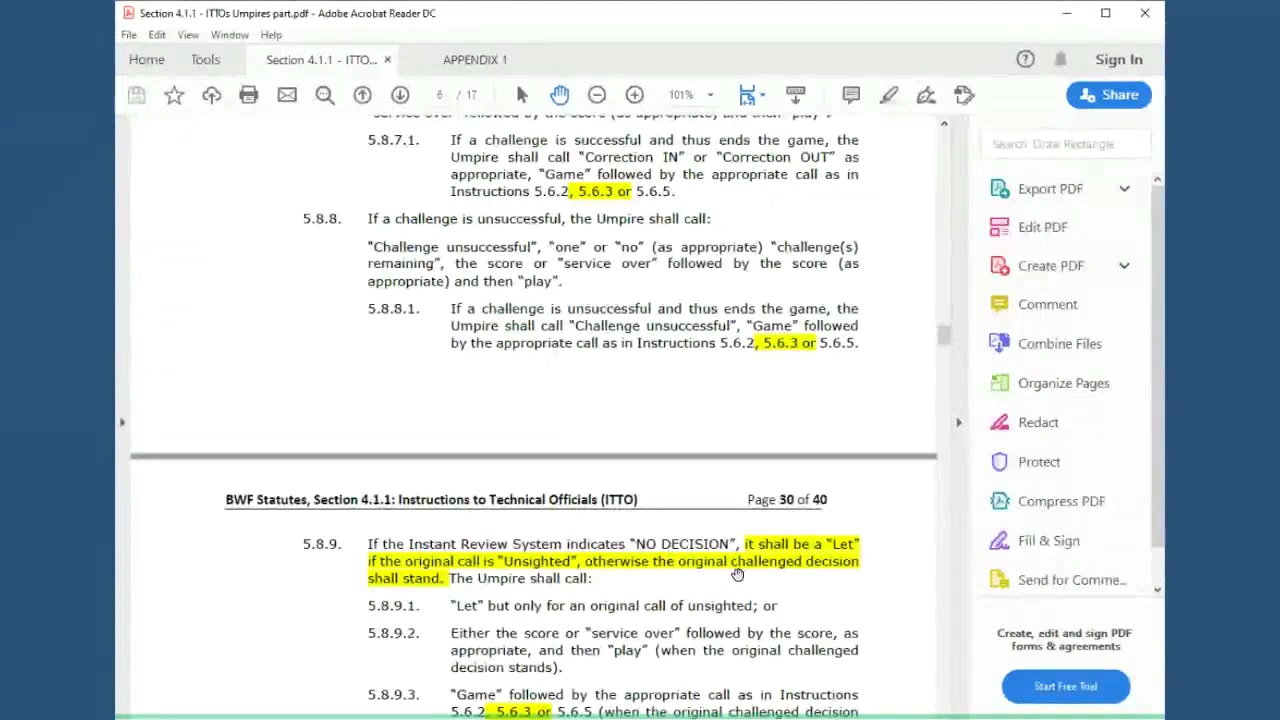 Section 4.1.1 - ITTOs Umpires part.pdf - Adobe Acrobat Reader DC
File Edit View Window Help
Home Tools Section 4.1.1 - ITTO... × APPENDIX 1 Sign In
6 / 17 101% Share
"service over" followed by the score (as appropriate) and then "play".
5.8.7.1. If a challenge is successful and thus ends the game, the
Umpire shall call "Correction IN" or "Correction OUT" as
appropriate, "Game" followed by the appropriate call as in
Instructions 5.6.2, 5.6.3 or 5.6.5.
5.8.8. If a challenge is unsuccessful, the Umpire shall call:
"Challenge unsuccessful", "one" or "no" (as appropriate) "challenge(s)
remaining", the score or "service over" followed by the score (as
appropriate) and then "play".
5.8.8.1. If a challenge is unsuccessful and thus ends the game, the
Umpire shall call "Challenge unsuccessful", "Game" followed
by the appropriate call as in Instructions 5.6.2, 5.6.3 or 5.6.5.
BWF Statutes, Section 4.1.1: Instructions to Technical Officials (ITTO) Page 30 of 40
5.8.9. If the Instant Review System indicates "NO DECISION", it shall be a "Let"
if the original call is "Unsighted", otherwise the original challenged decision
shall stand. The Umpire shall call:
5.8.9.1. "Let" but only for an original call of unsighted; or
5.8.9.2. Either the score or "service over" followed by the score, as
appropriate, and then "play" (when the original challenged
decision stands).
5.8.9.3. "Game" followed by the appropriate call as in Instructions
5.6.2, 5.6.3 or 5.6.5 (when the original challenged decision
Search 'Draw Rectangle'
Export PDF
Edit PDF
Create PDF
Comment
Combine Files
Organize Pages
Redact
Protect
Compress PDF
Fill & Sign
Send for Comme...
Create, edit and sign PDF
forms & agreements
Start Free Trial